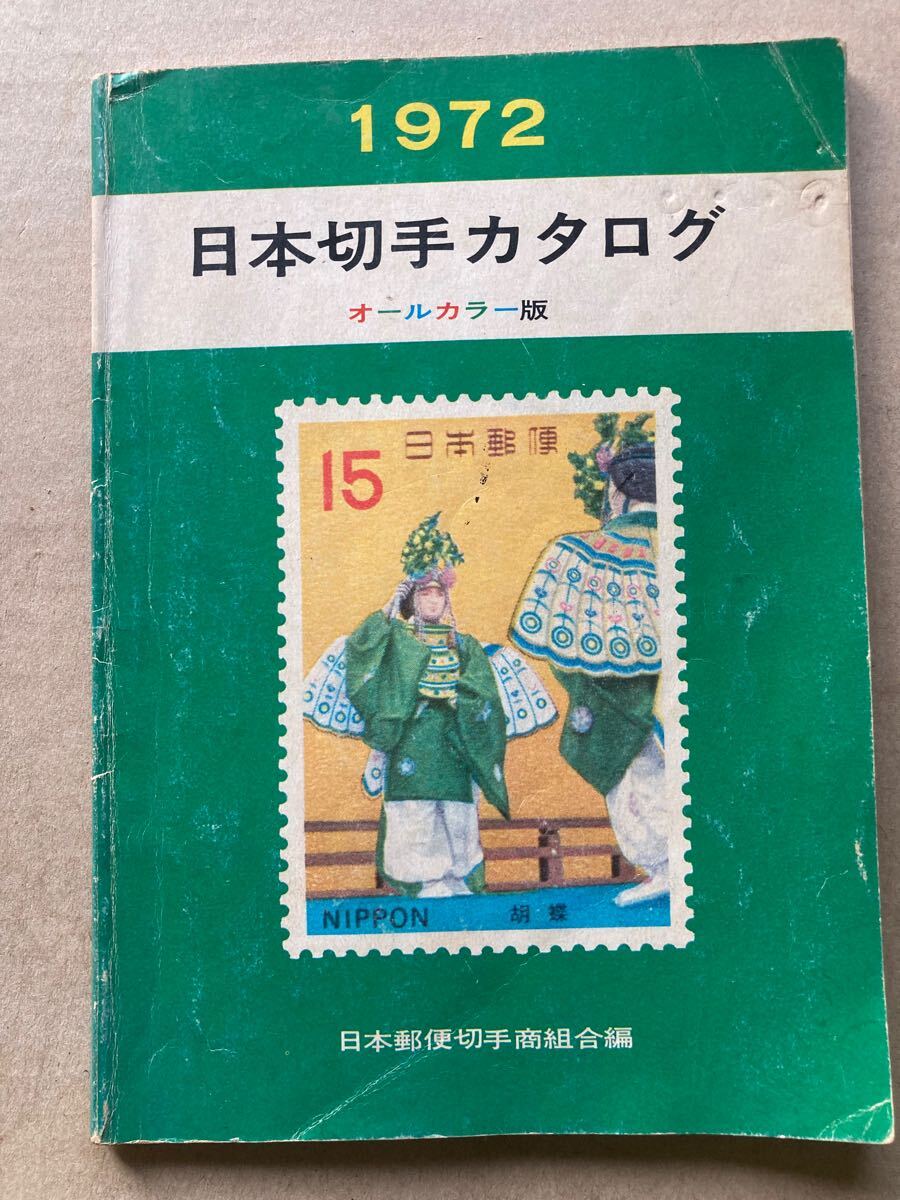 1972
日本切手カタログ
オールカラー版
日本郵便
15
NIPPON 胡蝶
日本郵便切手商組合編